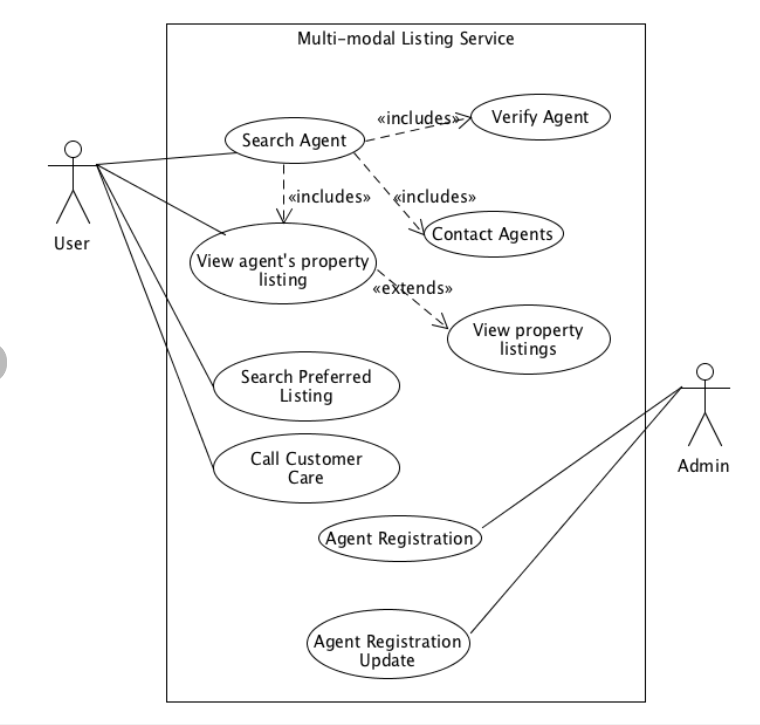 Multi-modal Listing Service
«includes»
Verify Agent
Search Agent
«includes»
«includes»
User
Contact Agents
View agent's property
listing
«extends»
View property
listings
Search Preferred
Listing
Call Customer
Care
Admin
Agent Registration
Agent Registration
Update